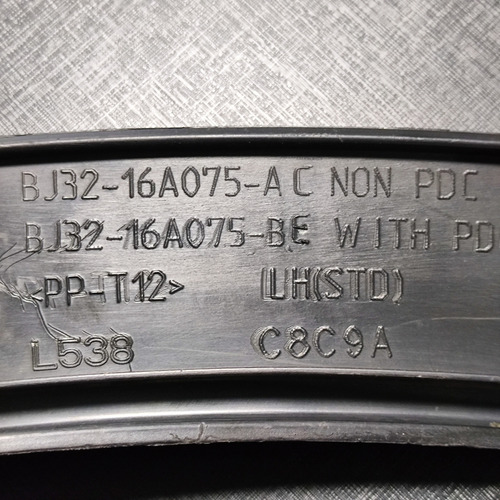 BJ32-16A075-AC NON PDC
BJ32-16A075-BE WITH PD
>PP-T12< LH(STD)
L538 C8C9A